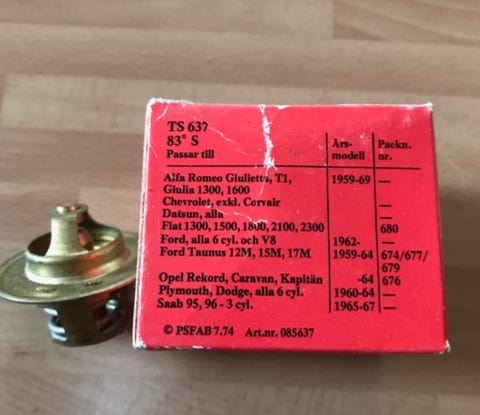 TS 637
83° S
Passar till Års-modell Packn. nr.
Alfa Romeo Giulietta, T1, 1959-69 —
Giulia 1300, 1600
Chevrolet, exkl. Corvair —
Datsun, alla —
Fiat 1300, 1500, 1800, 2100, 2300 680
Ford, alla 6 cyl. och V8 1962- —
Ford Taunus 12M, 15M, 17M 1959-64 674/677/
679
Opel Rekord, Caravan, Kapitän -64 676
Plymouth, Dodge, alla 6 cyl. 1960-64 —
Saab 95, 96 - 3 cyl. 1965-67 —
© PSFAB 7.74 Art.nr. 085637